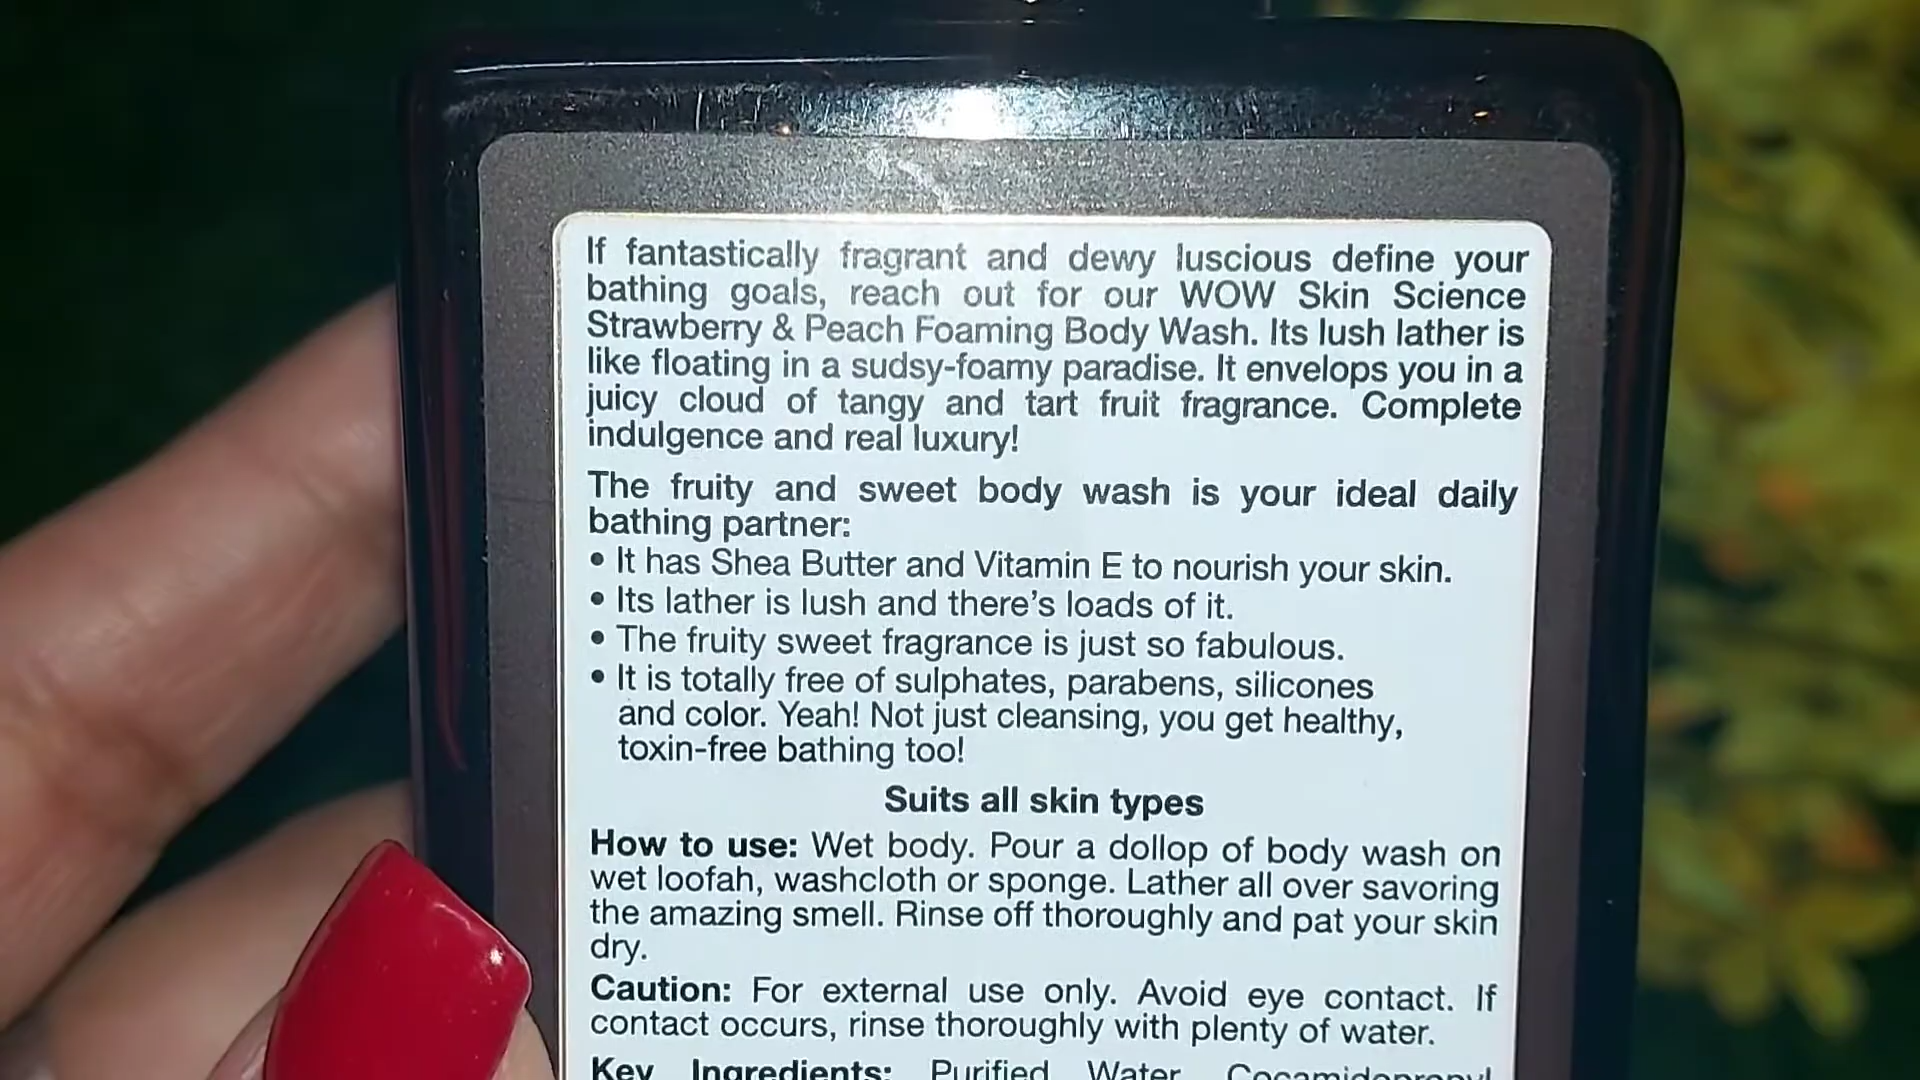 If fantastically fragrant and dewy luscious define your
bathing goals, reach out for our WOW Skin Science
Strawberry & Peach Foaming Body Wash. Its lush lather is
like floating in a sudsy-foamy paradise. It envelops you in a
juicy cloud of tangy and tart fruit fragrance. Complete
indulgence and real luxury!
The fruity and sweet body wash is your ideal daily
bathing partner:
• It has Shea Butter and Vitamin E to nourish your skin.
• Its lather is lush and there's loads of it.
• The fruity sweet fragrance is just so fabulous.
• It is totally free of sulphates, parabens, silicones
and color. Yeah! Not just cleansing, you get healthy,
toxin-free bathing too!
Suits all skin types
How to use: Wet body. Pour a dollop of body wash on
wet loofah, washcloth or sponge. Lather all over savoring
the amazing smell. Rinse off thoroughly and pat your skin
dry.
Caution: For external use only. Avoid eye contact. If
contact occurs, rinse thoroughly with plenty of water.
Key Ingredients: Purified Water, Cocamidopropyl